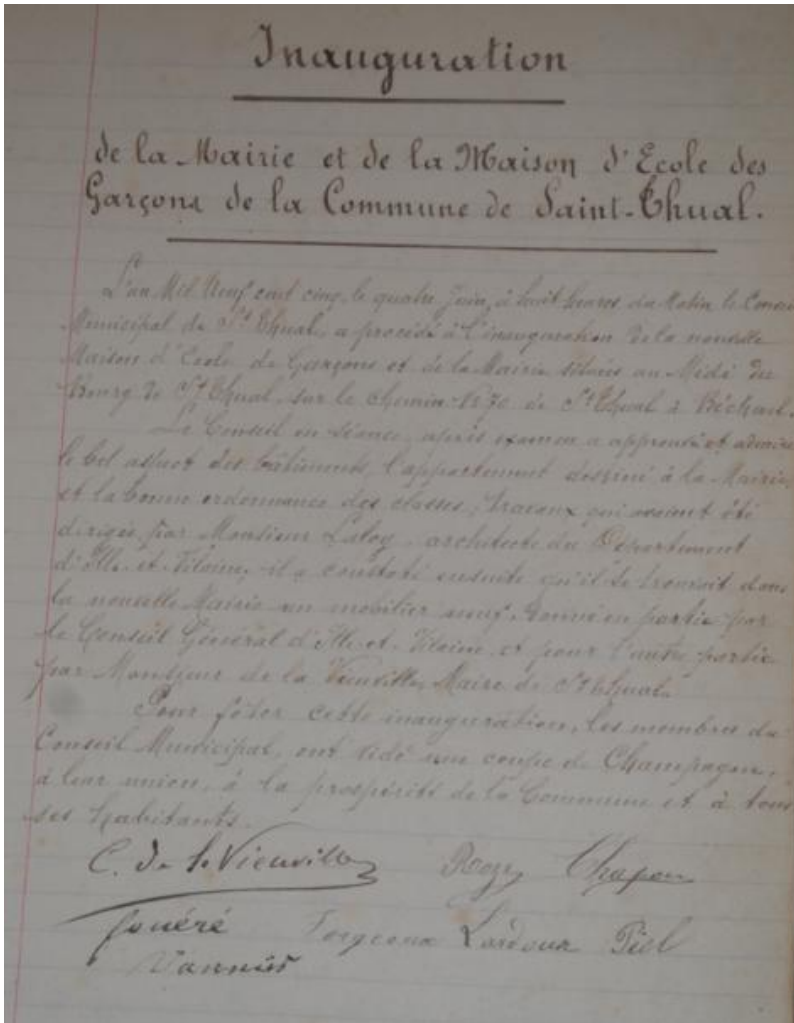 Inauguration
de la Mairie et de la Maison d'Ecole des
Garçons de la Commune de Saint-Thual.
L'an Mil Neuf cent cinq, le quatre Juin, à huit heures du Matin le Conseil
Municipal de St Thual, a procédé à l'inauguration de la nouvelle
Maison d'Ecole de Garçons et de la Mairie situées au Midi du
Bourg de St Thual sur le chemin No 70 de St Thual à
Le Conseil en séance, après examen a approuvé et admiré
le bel aspect des bâtiments, l'appartement destiné à la Mairie,
et la bonne ordonnance des classes, travaux qui avaient été
dirigés par Monsieur Laloy, architecte du Département
d'Ille-et-Vilaine, il a constaté ensuite qu'il se trouvait dans
la nouvelle Mairie un mobilier neuf, donné en partie par
le Conseil Général d'Ille-et-Vilaine et pour l'autre partie
par Monsieur de la Vieuville, Maire de St Thual.
Pour fêter cette inauguration, les membres du
Conseil Municipal, ont vidé une coupe de Champagne,
à leur union, à la prospérité de la Commune et à tous
ses habitants.
C. de la Vieuville Chapon
Lardoux Piel